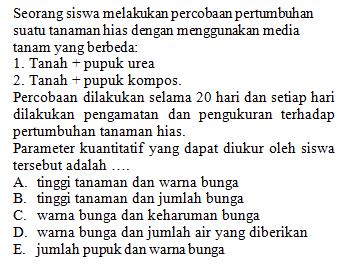 Seorang siswa melakukan percobaan pertumbuhan
suatu tanaman hias dengan menggunakan media
tanam yang berbeda:
1. Tanah + pupuk urea
2. Tanah + pupuk kompos.
Percobaan dilakukan selama 20 hari dan setiap hari
dilakukan pengamatan dan pengukuran terhadap
pertumbuhan tanaman hias.
Parameter kuantitatif yang dapat diukur oleh siswa
tersebut adalah ....
A. tinggi tanaman dan warna bunga
B. tinggi tanaman dan jumlah bunga
C. warna bunga dan keharuman bunga
D. warna bunga dan jumlah air yang diberikan
E. jumlah pupuk dan warna bunga